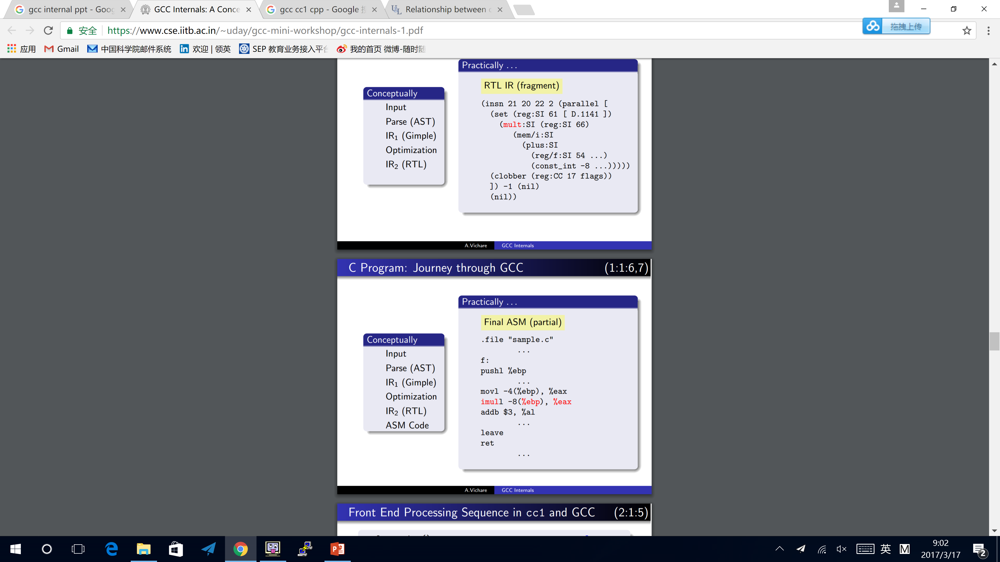 gcc internal ppt - Goog
GCC Internals: A Conce
gcc cc1 cpp - Google 搜
Relationship between c
安全
https://www.cse.iitb.ac.in/~uday/gcc-mini-workshop/gcc-internals-1.pdf
拖拽上传
应用
Gmail
中国科学院邮件系统
欢迎 | 领英
SEP 教育业务接入平台
我的首页 微博-随时随
Practically . . .
RTL IR (fragment)
Conceptually
Input
Parse (AST)
IR1 (Gimple)
Optimization
IR2 (RTL)
(insn 21 20 22 2 (parallel [
(set (reg:SI 61 [ D.1141 ])
(mult:SI (reg:SI 66)
(mem/i:SI
(plus:SI
(reg/f:SI 54 ...)
(const_int -8 ...)))))
(clobber (reg:CC 17 flags))
]) -1 (nil)
(nil))
A.Vichare
GCC Internals
C Program: Journey through GCC (1:1:6,7)
Practically . . .
Final ASM (partial)
Conceptually
Input
Parse (AST)
IR1 (Gimple)
Optimization
IR2 (RTL)
ASM Code
.file "sample.c"
...
f:
pushl %ebp
...
movl -4(%ebp), %eax
imull -8(%ebp), %eax
addb $3, %al
...
leave
ret
...
A.Vichare
GCC Internals
Front End Processing Sequence in cc1 and GCC (2:1:5)
英
M
9:02
2017/3/17
2